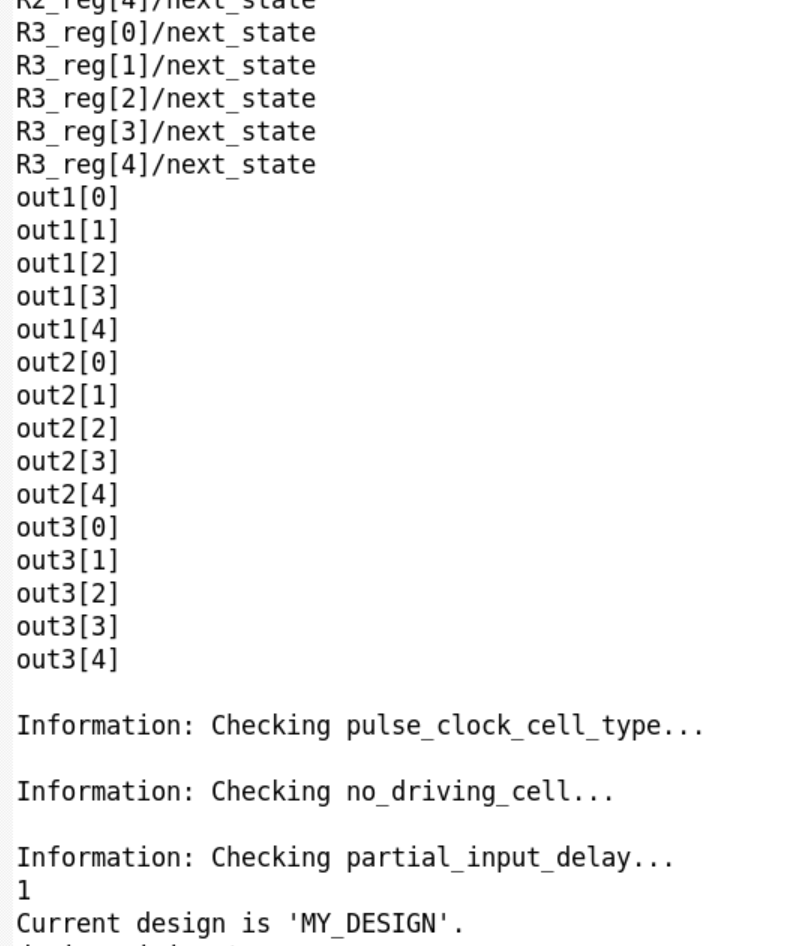 R2_reg[4]/next_state
R3_reg[0]/next_state
R3_reg[1]/next_state
R3_reg[2]/next_state
R3_reg[3]/next_state
R3_reg[4]/next_state
out1[0]
out1[1]
out1[2]
out1[3]
out1[4]
out2[0]
out2[1]
out2[2]
out2[3]
out2[4]
out3[0]
out3[1]
out3[2]
out3[3]
out3[4]
Information: Checking pulse_clock_cell_type...
Information: Checking no_driving_cell...
Information: Checking partial_input_delay...
1
Current design is 'MY_DESIGN'.